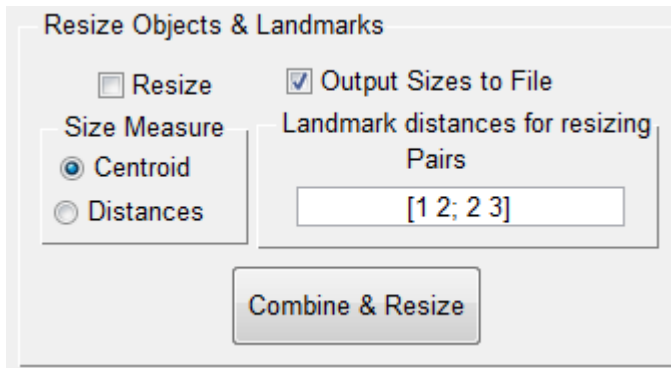 Resize Objects & Landmarks
Resize
Output Sizes to File
Size Measure
Centroid
Distances
Landmark distances for resizing
Pairs
[1 2; 2 3]
Combine & Resize